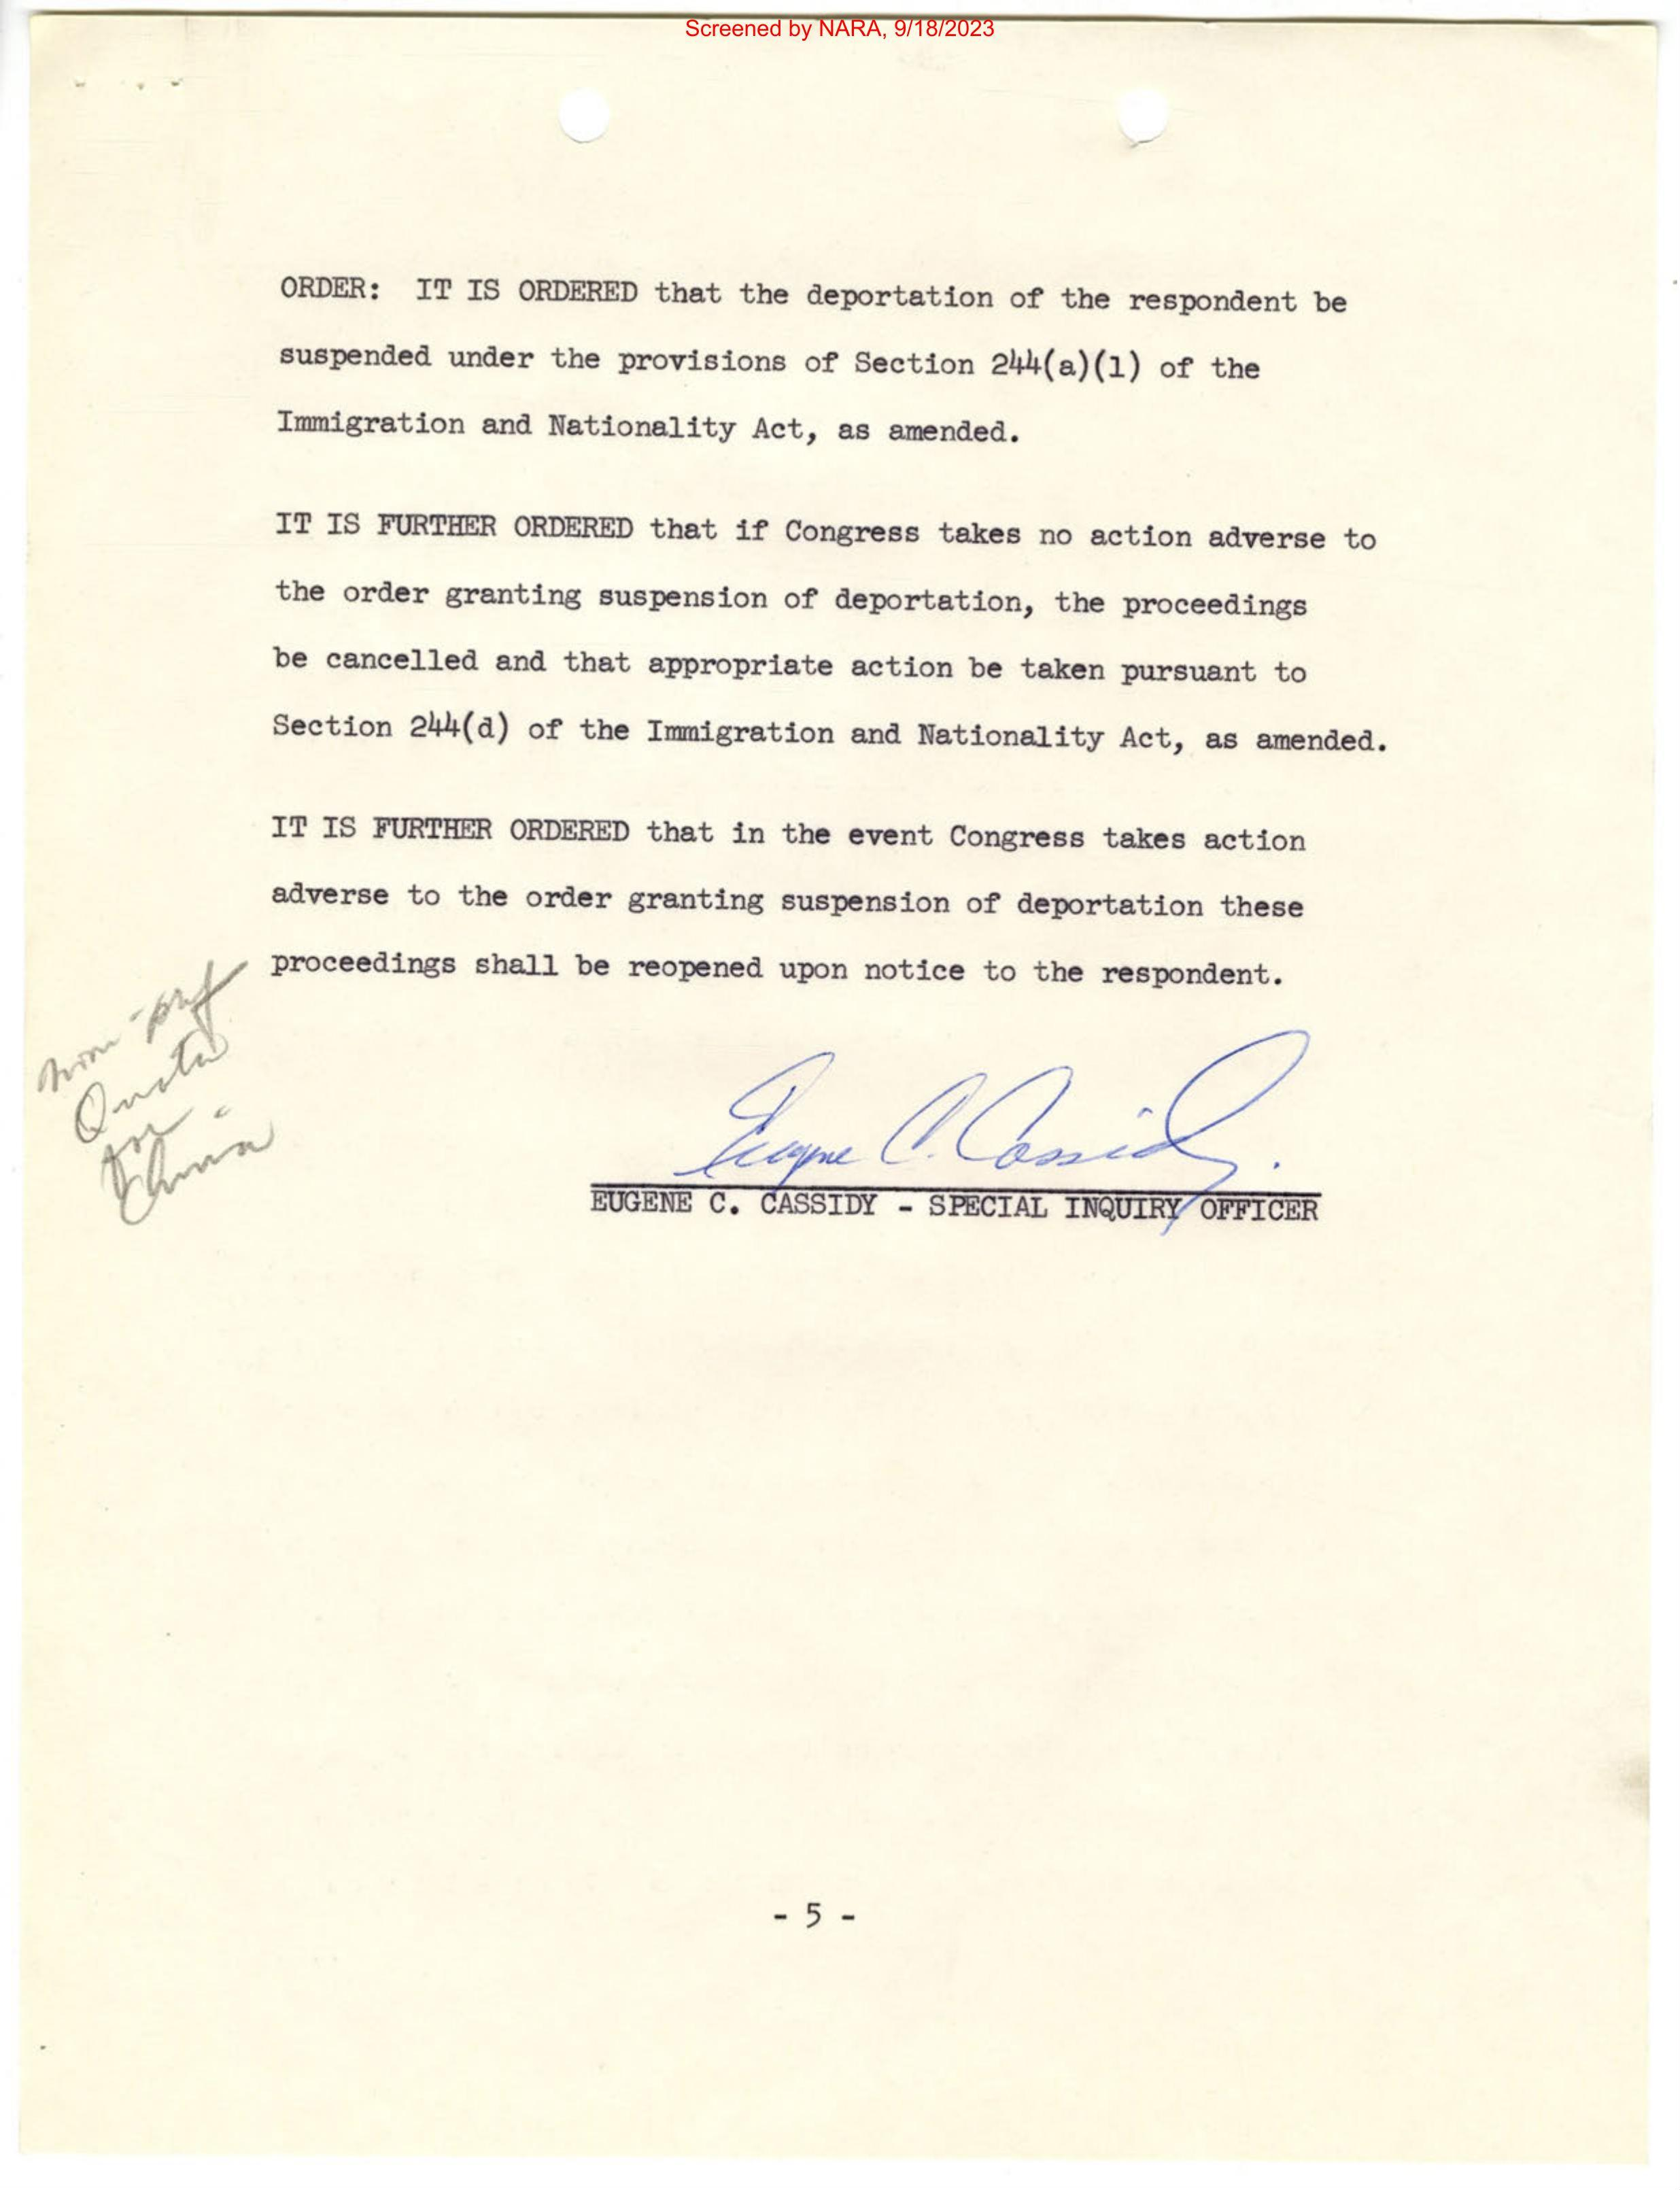 Screened by NARA, 9/18/2023
ORDER: IT IS ORDERED that the deportation of the respondent be
suspended under the provisions of Section 244(a)(1) of the
Immigration and Nationality Act, as amended.
IT IS FURTHER ORDERED that if Congress takes no action adverse to
the order granting suspension of deportation, the proceedings
be cancelled and that appropriate action be taken pursuant to
Section 244(d) of the Immigration and Nationality Act, as amended.
IT IS FURTHER ORDERED that in the event Congress takes action
adverse to the order granting suspension of deportation these
proceedings shall be reopened upon notice to the respondent.
non-pref
Quota
for
China
Eugene C. Cassidy.
EUGENE C. CASSIDY - SPECIAL INQUIRY OFFICER
- 5 -